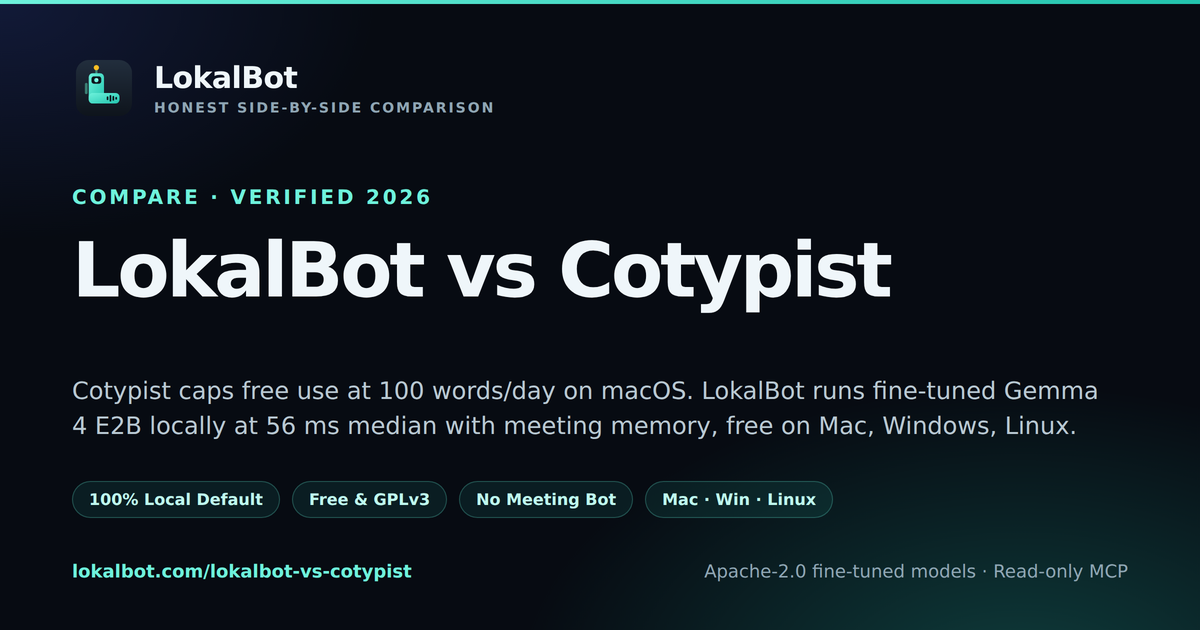 LokalBot
HONEST SIDE-BY-SIDE COMPARISON
COMPARE · VERIFIED 2026
LokalBot vs Cotypist
Cotypist caps free use at 100 words/day on macOS. LokalBot runs fine-tuned Gemma
4 E2B locally at 56 ms median with meeting memory, free on Mac, Windows, Linux.
100% Local Default
Free & GPLv3
No Meeting Bot
Mac · Win · Linux
lokalbot.com/lokalbot-vs-cotypist
Apache-2.0 fine-tuned models · Read-only MCP